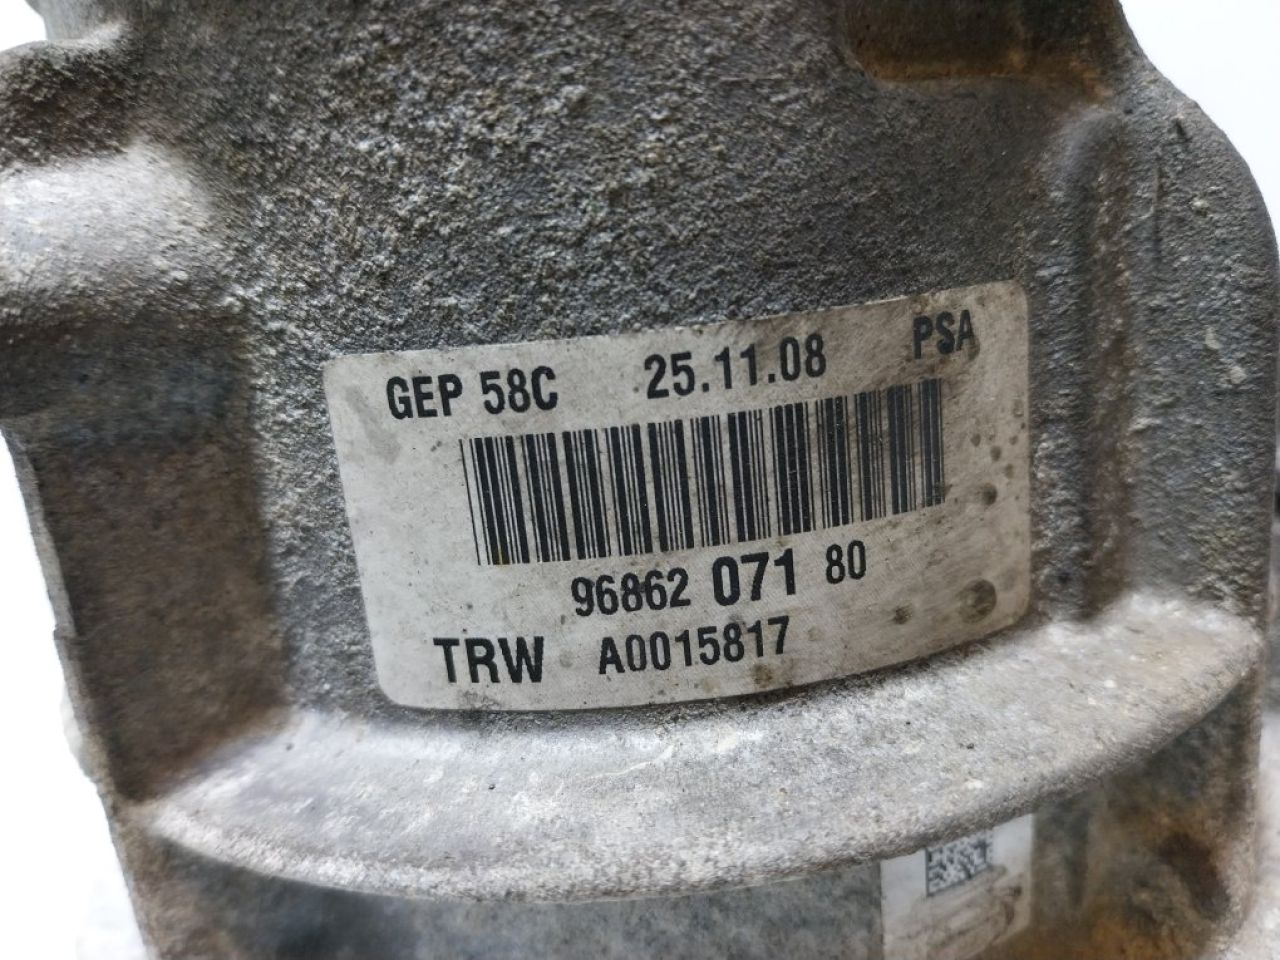 GEP 58C 25.11.08 PSA
96862 071 80
TRW A0015817